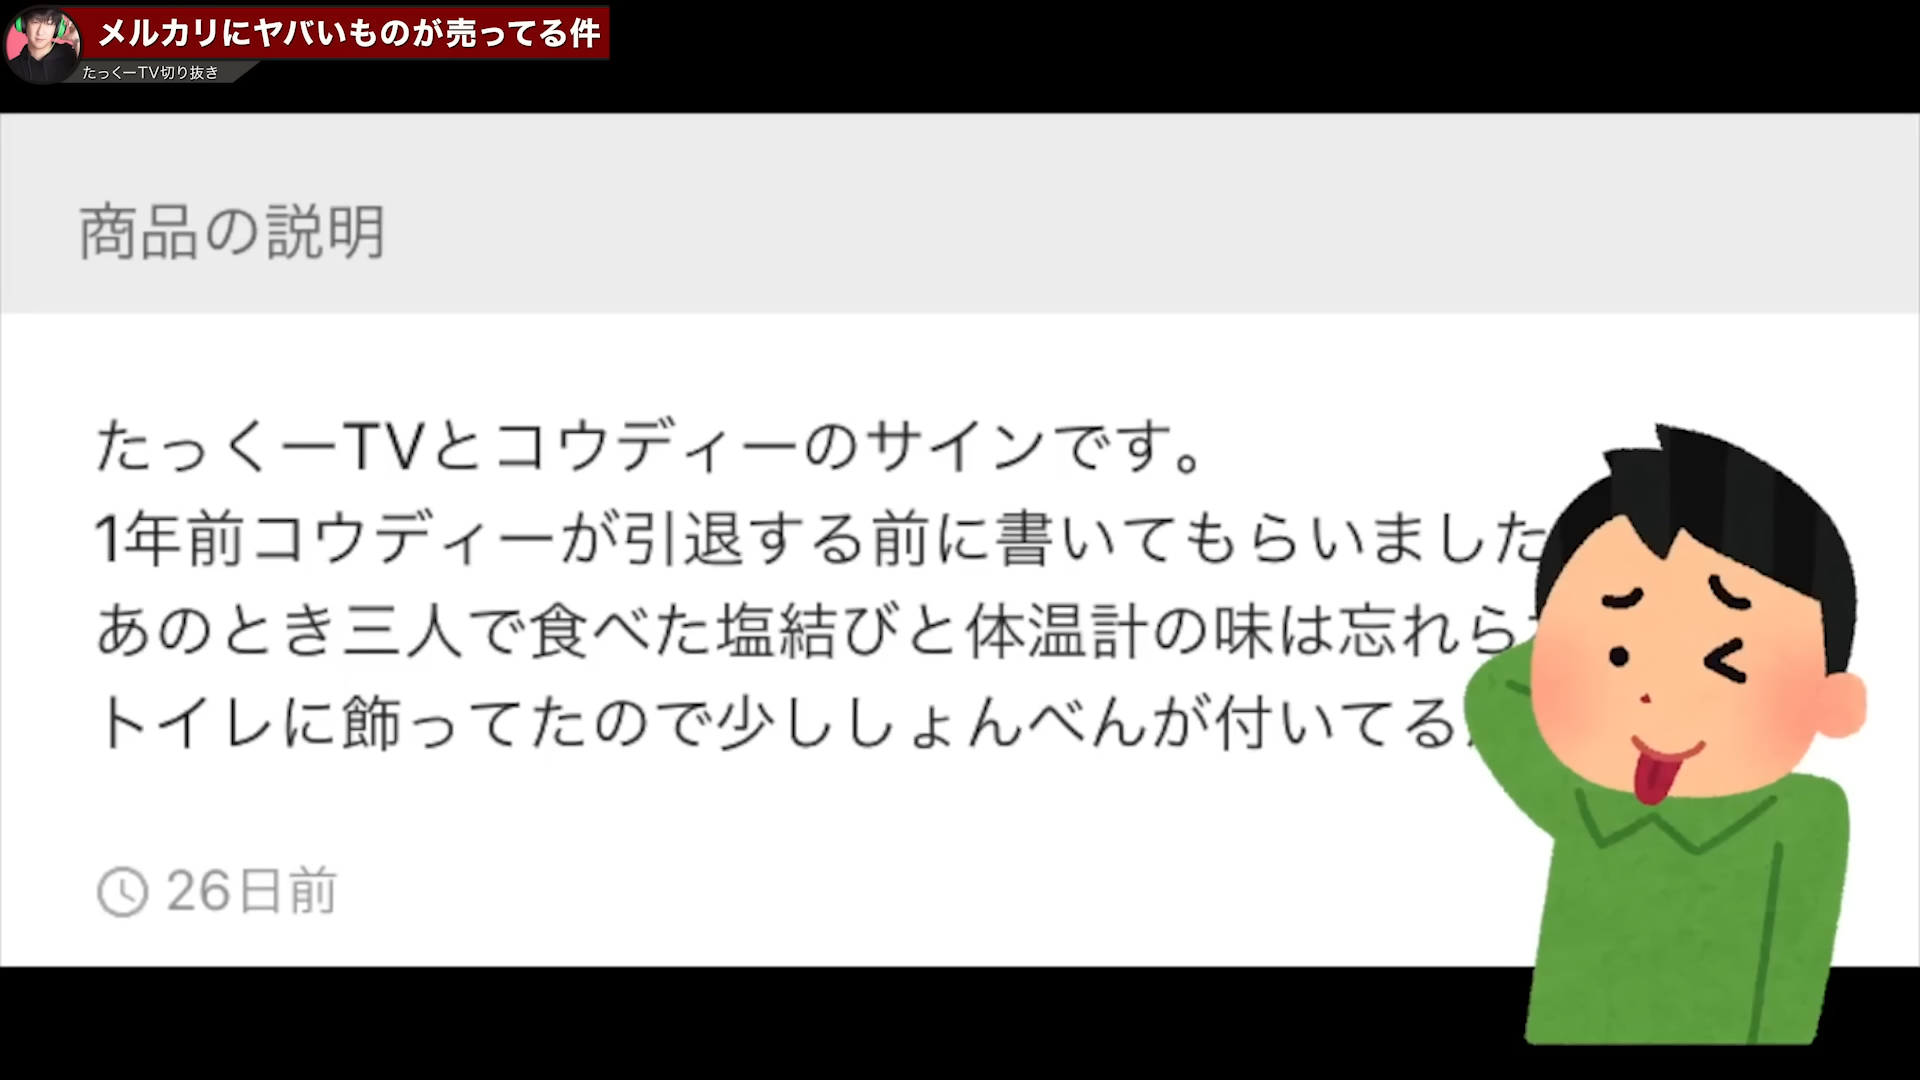 メルカリにヤバいものが売ってる件
たっくーTV切り抜き
商品の説明
たっくーTVとコウディーのサインです。
1年前コウディーが引退する前に書いてもらいました
あのとき三人で食べた塩結びと体温計の味は忘れら
トイレに飾ってたので少ししょんべんが付いてる
26日前